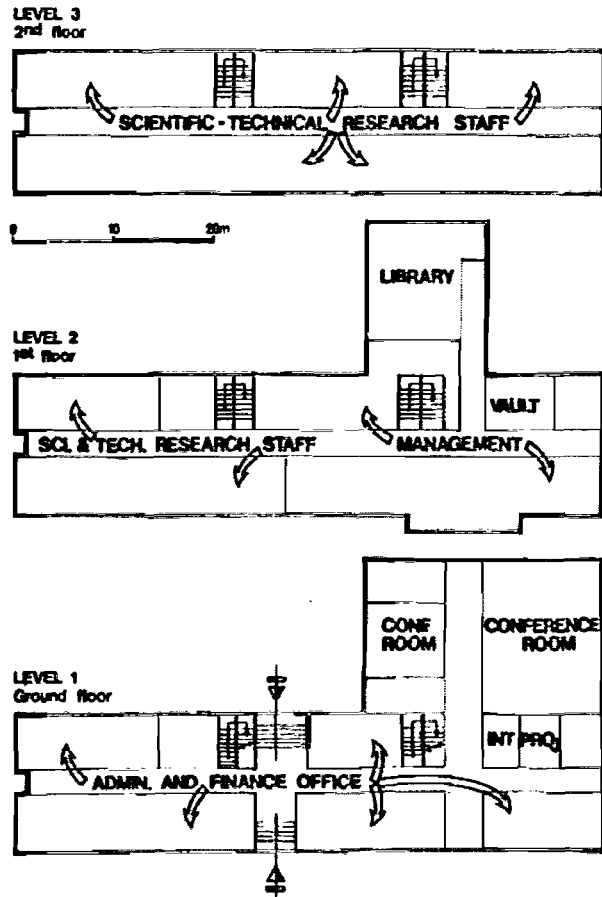 LEVEL 3
2nd floor
SCIENTIFIC-TECHNICAL RESEARCH STAFF
0 10 20m
LIBRARY
LEVEL 2
1st floor
VAULT
SCI. & TECH. RESEARCH STAFF
MANAGEMENT
CONF
ROOM
CONFERENCE
ROOM
LEVEL 1
Ground floor
INT
PROJ
ADMIN. AND FINANCE OFFICE